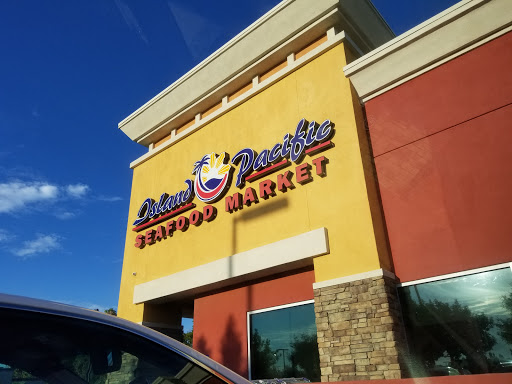 Island Pacific
SEAFOOD MARKET